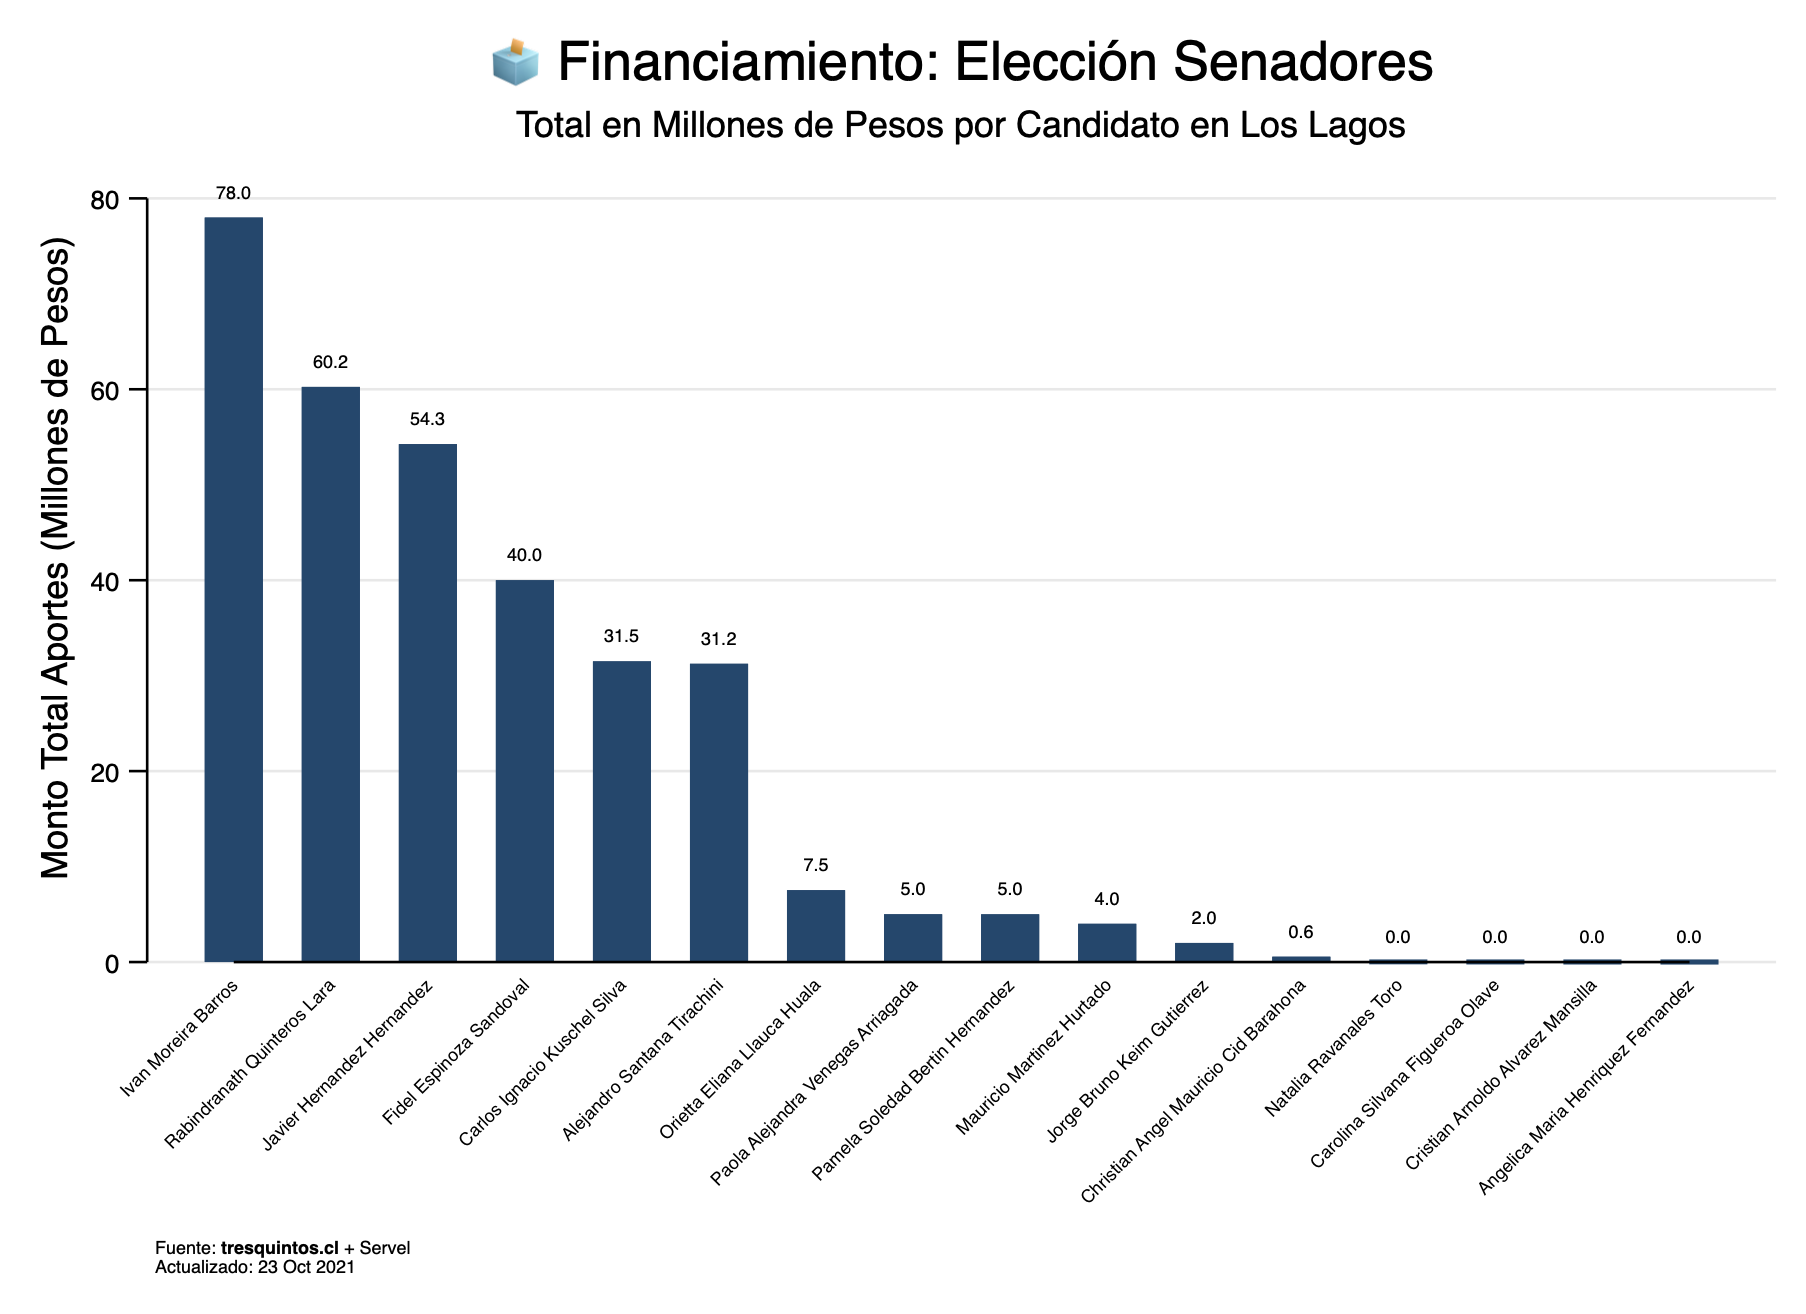 Financiamiento: Elección Senadores
Total en Millones de Pesos por Candidato en Los Lagos
Monto Total Aportes (Millones de Pesos)
80
60
40
20
0
78.0
60.2
54.3
40.0
31.5
31.2
7.5
5.0
5.0
4.0
2.0
0.6
0.0
0.0
0.0
0.0
Ivan Moreira Barros
Rabindranath Quinteros Lara
Javier Hernandez Hernandez
Fidel Espinoza Sandoval
Carlos Ignacio Kuschel Silva
Alejandro Santana Tirachini
Orietta Eliana Llauca Huala
Paola Alejandra Venegas Arriagada
Pamela Soledad Bertin Hernandez
Mauricio Martinez Hurtado
Jorge Bruno Keim Gutierrez
Christian Angel Mauricio Cid Barahona
Natalia Ravanales Toro
Carolina Silvana Figueroa Olave
Cristian Arnoldo Alvarez Mansilla
Angelica Maria Henriquez Fernandez
Fuente: tresquintos.cl + Servel
Actualizado: 23 Oct 2021